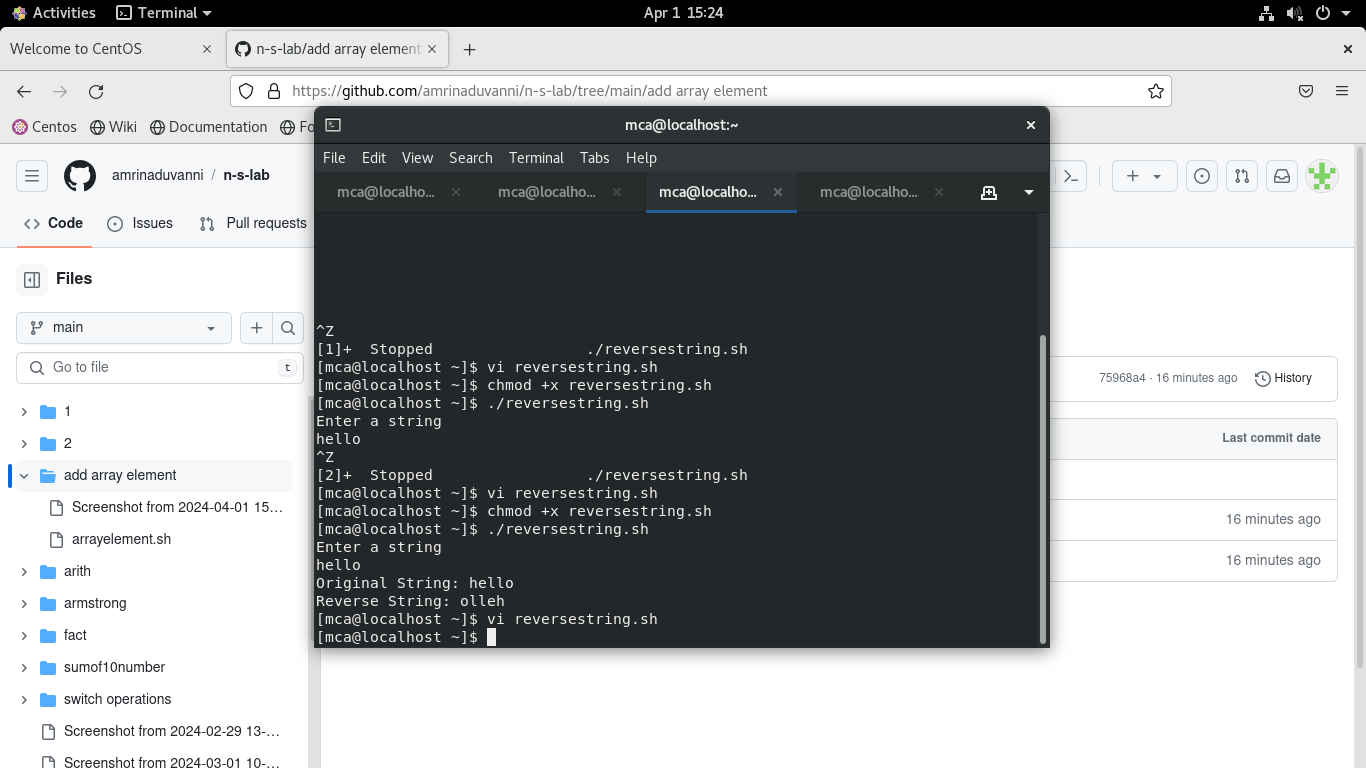 Activities Terminal Apr 1 15:24
Welcome to CentOS n-s-lab/add array element
https://github.com/amrinaduvanni/n-s-lab/tree/main/add array element
Centos Wiki Documentation Fo
mca@localhost:~
File Edit View Search Terminal Tabs Help
mca@localho... mca@localho... mca@localho... mca@localho...
amrinaduvanni / n-s-lab
Code Issues Pull requests
Files
main
Go to file t
1
2
add array element
Screenshot from 2024-04-01 15...
arrayelement.sh
arith
armstrong
fact
sumof10number
switch operations
Screenshot from 2024-02-29 13-...
Screenshot from 2024-03-01 10-...
^Z
[1]+ Stopped ./reversestring.sh
[mca@localhost ~]$ vi reversestring.sh
[mca@localhost ~]$ chmod +x reversestring.sh
[mca@localhost ~]$ ./reversestring.sh
Enter a string
hello
^Z
[2]+ Stopped ./reversestring.sh
[mca@localhost ~]$ vi reversestring.sh
[mca@localhost ~]$ chmod +x reversestring.sh
[mca@localhost ~]$ ./reversestring.sh
Enter a string
hello
Original String: hello
Reverse String: olleh
[mca@localhost ~]$ vi reversestring.sh
[mca@localhost ~]$
75968a4 · 16 minutes ago History
Last commit date
16 minutes ago
16 minutes ago